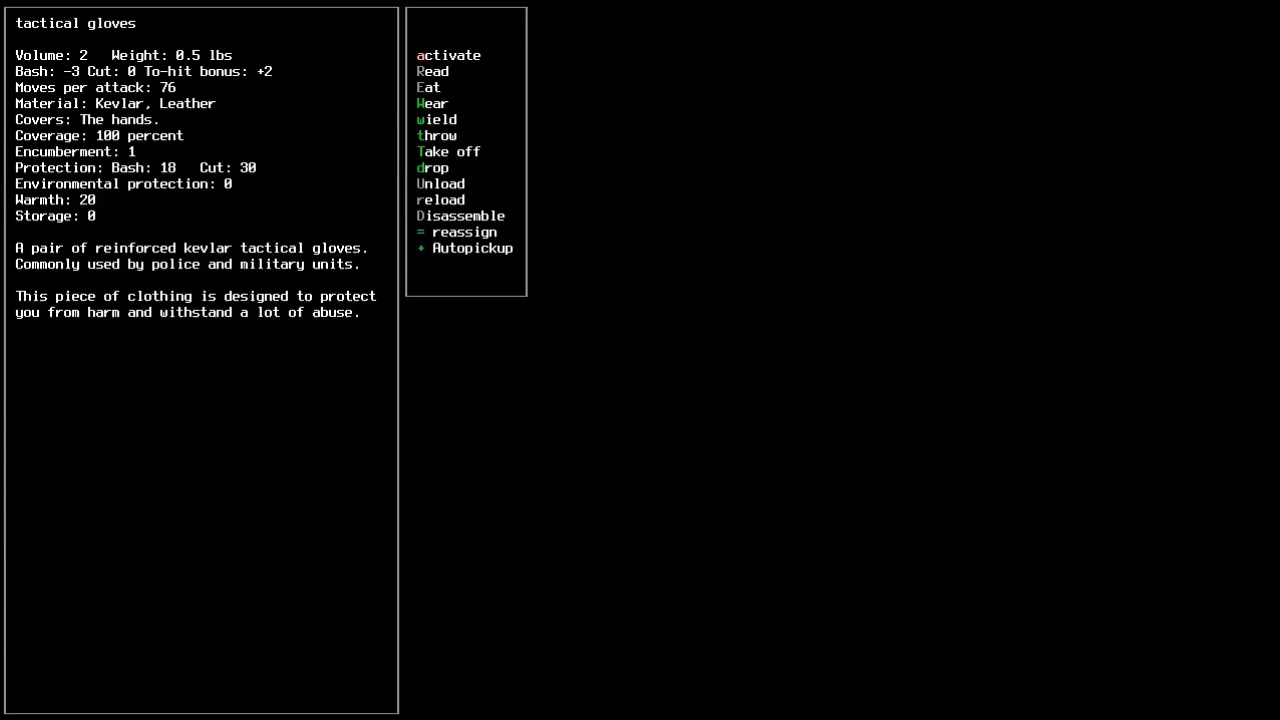 tactical gloves
Volume: 2   Weight: 0.5 lbs
Bash: -3 Cut: 0 To-hit bonus: +2
Moves per attack: 76
Material: Kevlar, Leather
Covers: The hands.
Coverage: 100 percent
Encumberment: 1
Protection: Bash: 18   Cut: 30
Environmental protection: 0
Warmth: 20
Storage: 0
A pair of reinforced kevlar tactical gloves.
Commonly used by police and military units.
This piece of clothing is designed to protect
you from harm and withstand a lot of abuse.
activate
Read
Eat
Wear
wield
throw
Take off
drop
Unload
reload
Disassemble
= reassign
+ Autopickup